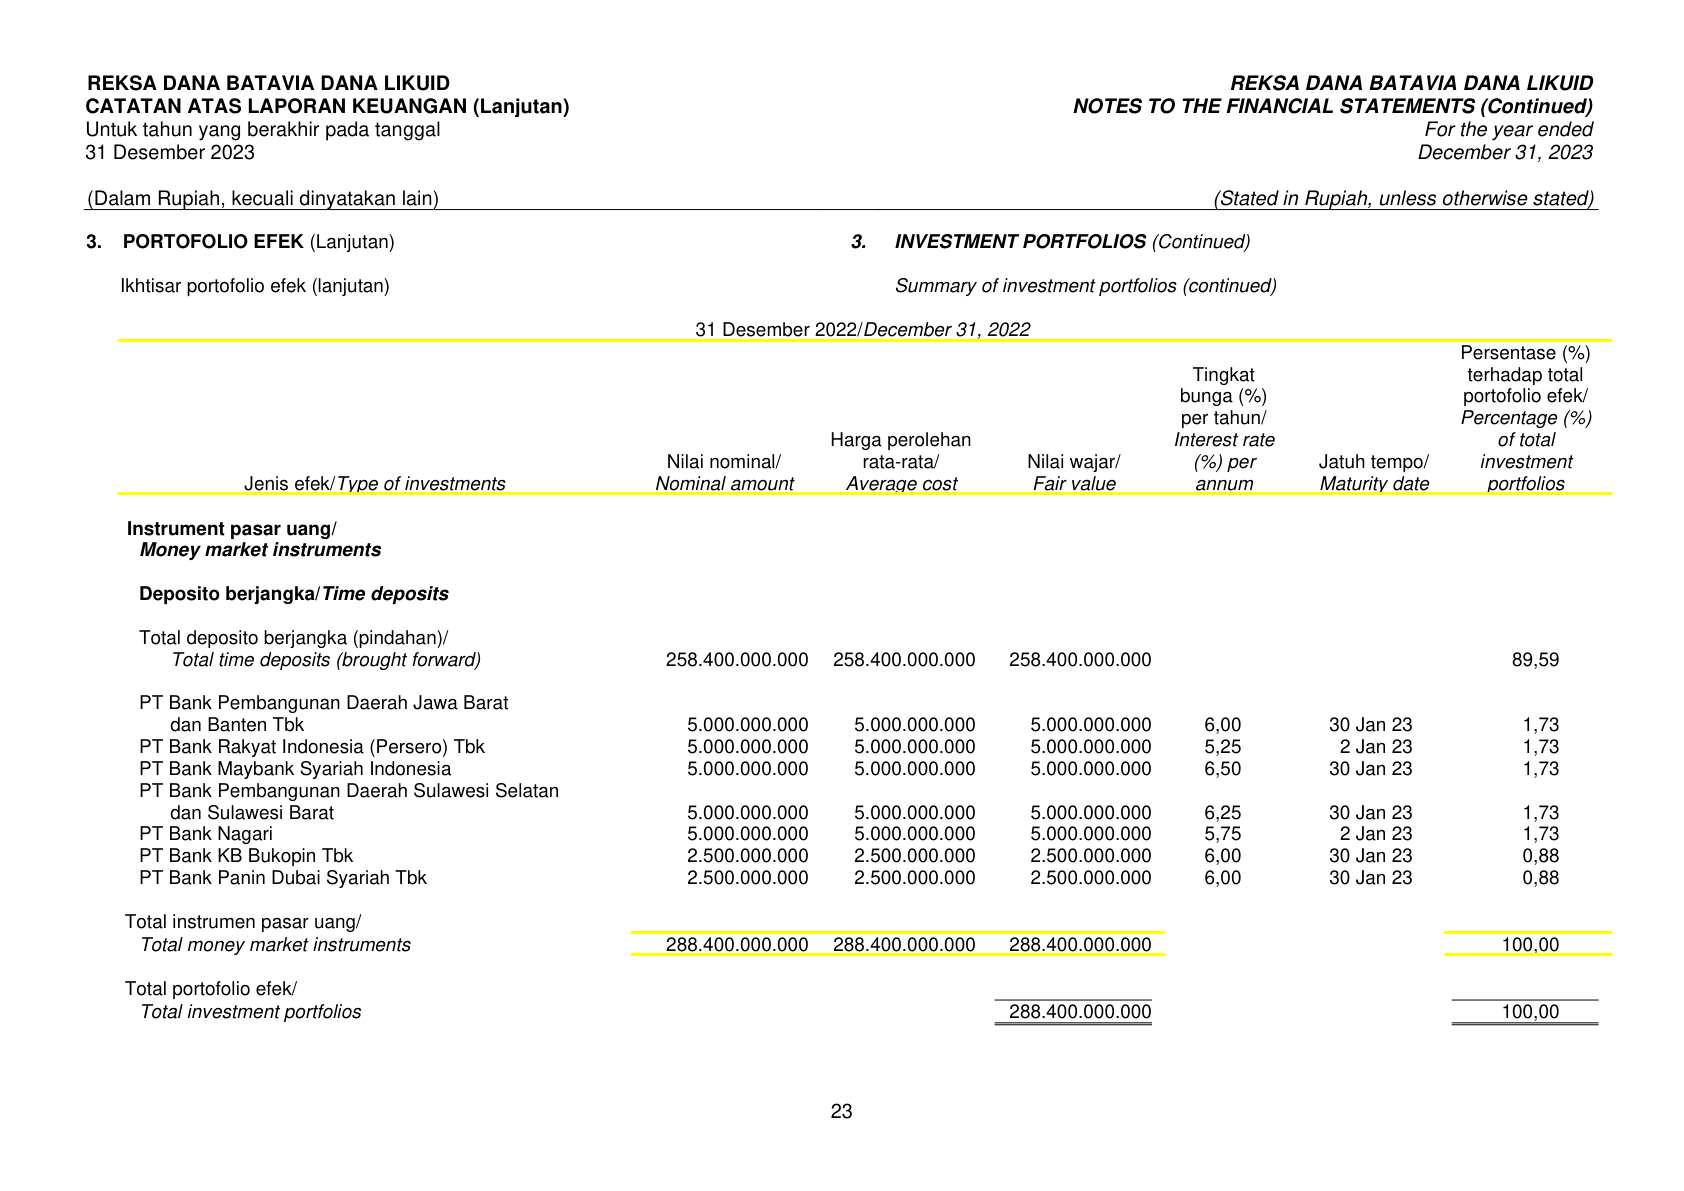 REKSA DANA BATAVIA DANA LIKUID
CATATAN ATAS LAPORAN KEUANGAN (Lanjutan)
Untuk tahun yang berakhir pada tanggal
31 Desember 2023
(Dalam Rupiah, kecuali dinyatakan lain)
REKSA DANA BATAVIA DANA LIKUID
NOTES TO THE FINANCIAL STATEMENTS (Continued)
For the year ended
December 31, 2023
(Stated in Rupiah, unless otherwise stated)
3. PORTOFOLIO EFEK (Lanjutan)
Ikhtisar portofolio efek (lanjutan)
3. INVESTMENT PORTFOLIOS (Continued)
Summary of investment portfolios (continued)
31 Desember 2022/December 31, 2022
Jenis efek/Type of investments
Nilai nominal/
Nominal amount
Harga perolehan
rata-rata/
Average cost
Nilai wajar/
Fair value
Tingkat
bunga (%)
per tahun/
Interest rate
(%) per
annum
Jatuh tempo/
Maturity date
Persentase (%)
terhadap total
portofolio efek/
Percentage (%)
of total
investment
portfolios
Instrument pasar uang/
Money market instruments
Deposito berjangka/Time deposits
Total deposito berjangka (pindahan)/
Total time deposits (brought forward) 258.400.000.000 258.400.000.000 258.400.000.000 89,59
PT Bank Pembangunan Daerah Jawa Barat
dan Banten Tbk 5.000.000.000 5.000.000.000 5.000.000.000 6,00 30 Jan 23 1,73
PT Bank Rakyat Indonesia (Persero) Tbk 5.000.000.000 5.000.000.000 5.000.000.000 5,25 2 Jan 23 1,73
PT Bank Maybank Syariah Indonesia 5.000.000.000 5.000.000.000 5.000.000.000 6,50 30 Jan 23 1,73
PT Bank Pembangunan Daerah Sulawesi Selatan
dan Sulawesi Barat 5.000.000.000 5.000.000.000 5.000.000.000 6,25 30 Jan 23 1,73
PT Bank Nagari 5.000.000.000 5.000.000.000 5.000.000.000 5,75 2 Jan 23 1,73
PT Bank KB Bukopin Tbk 2.500.000.000 2.500.000.000 2.500.000.000 6,00 30 Jan 23 0,88
PT Bank Panin Dubai Syariah Tbk 2.500.000.000 2.500.000.000 2.500.000.000 6,00 30 Jan 23 0,88
Total instrumen pasar uang/
Total money market instruments 288.400.000.000 288.400.000.000 288.400.000.000 100,00
Total portofolio efek/
Total investment portfolios 288.400.000.000 100,00
23